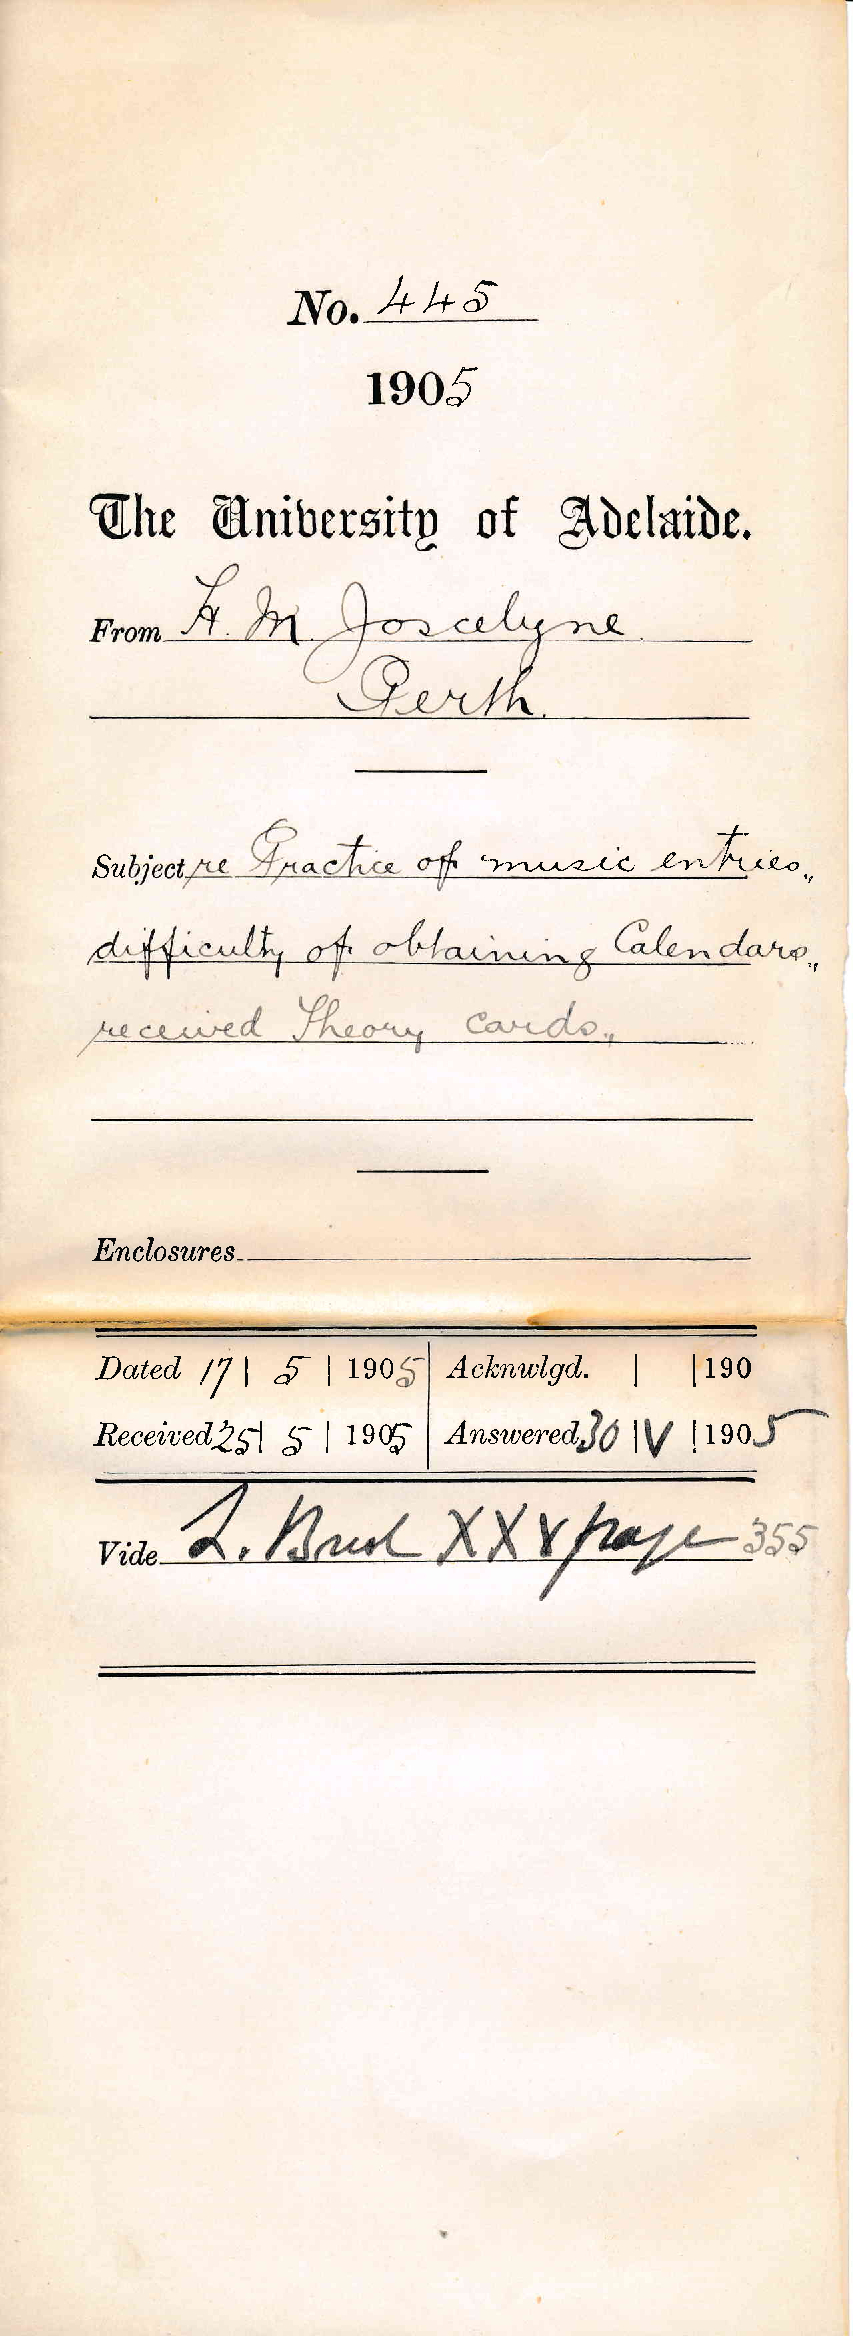 No. 445
1905
The University of Adelaide.
From H. M. Joscelyne
Perth.
Subject re Practice of music entries,,
difficulty of obtaining Calendars,,
received Theory cards,,
Enclosures
Dated 17 | 5 | 1905 Acknwlgd. | | 190
Received 25 | 5 | 1905 Answered 30 | V | 1905
Vide L. XXV page 355